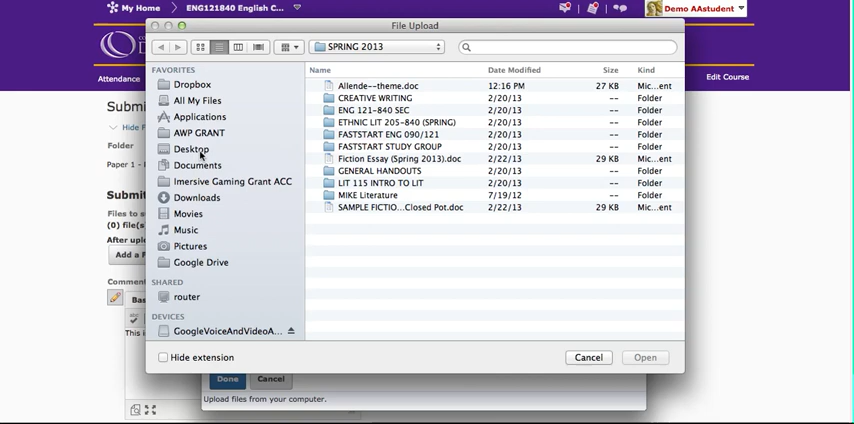 My Home
ENG121840 English C...
Demo AAstudent
File Upload
SPRING 2013
Attendance
Edit Course
FAVORITES
Dropbox
All My Files
Applications
AWP GRANT
Desktop
Documents
Imersive Gaming Grant ACC
Downloads
Movies
Music
Pictures
Google Drive
SHARED
router
DEVICES
GoogleVoiceAndVideoA...
Name Date Modified Size Kind
Allende--theme.doc 12:16 PM 27 KB Mic...ent
CREATIVE WRITING 2/20/13 -- Folder
ENG 121-840 SEC 2/20/13 -- Folder
ETHNIC LIT 205-840 (SPRING) 2/20/13 -- Folder
FASTSTART ENG 090/121 2/20/13 -- Folder
FASTSTART STUDY GROUP 2/20/13 -- Folder
Fiction Essay (Spring 2013).doc 2/22/13 29 KB Mic...ent
GENERAL HANDOUTS 2/20/13 -- Folder
LIT 115 INTRO TO LIT 2/20/13 -- Folder
MIKE Literature 7/19/12 -- Folder
SAMPLE FICTIO...Closed Pot.doc 2/22/13 29 KB Mic...ent
Hide extension
Cancel
Open
Submi
Hide F
Folder
Paper 1 -
Submi
Files to s
(0) file(s
After uplo
Add a F
Commen
Bas
This i
Done
Cancel
Upload files from your computer.